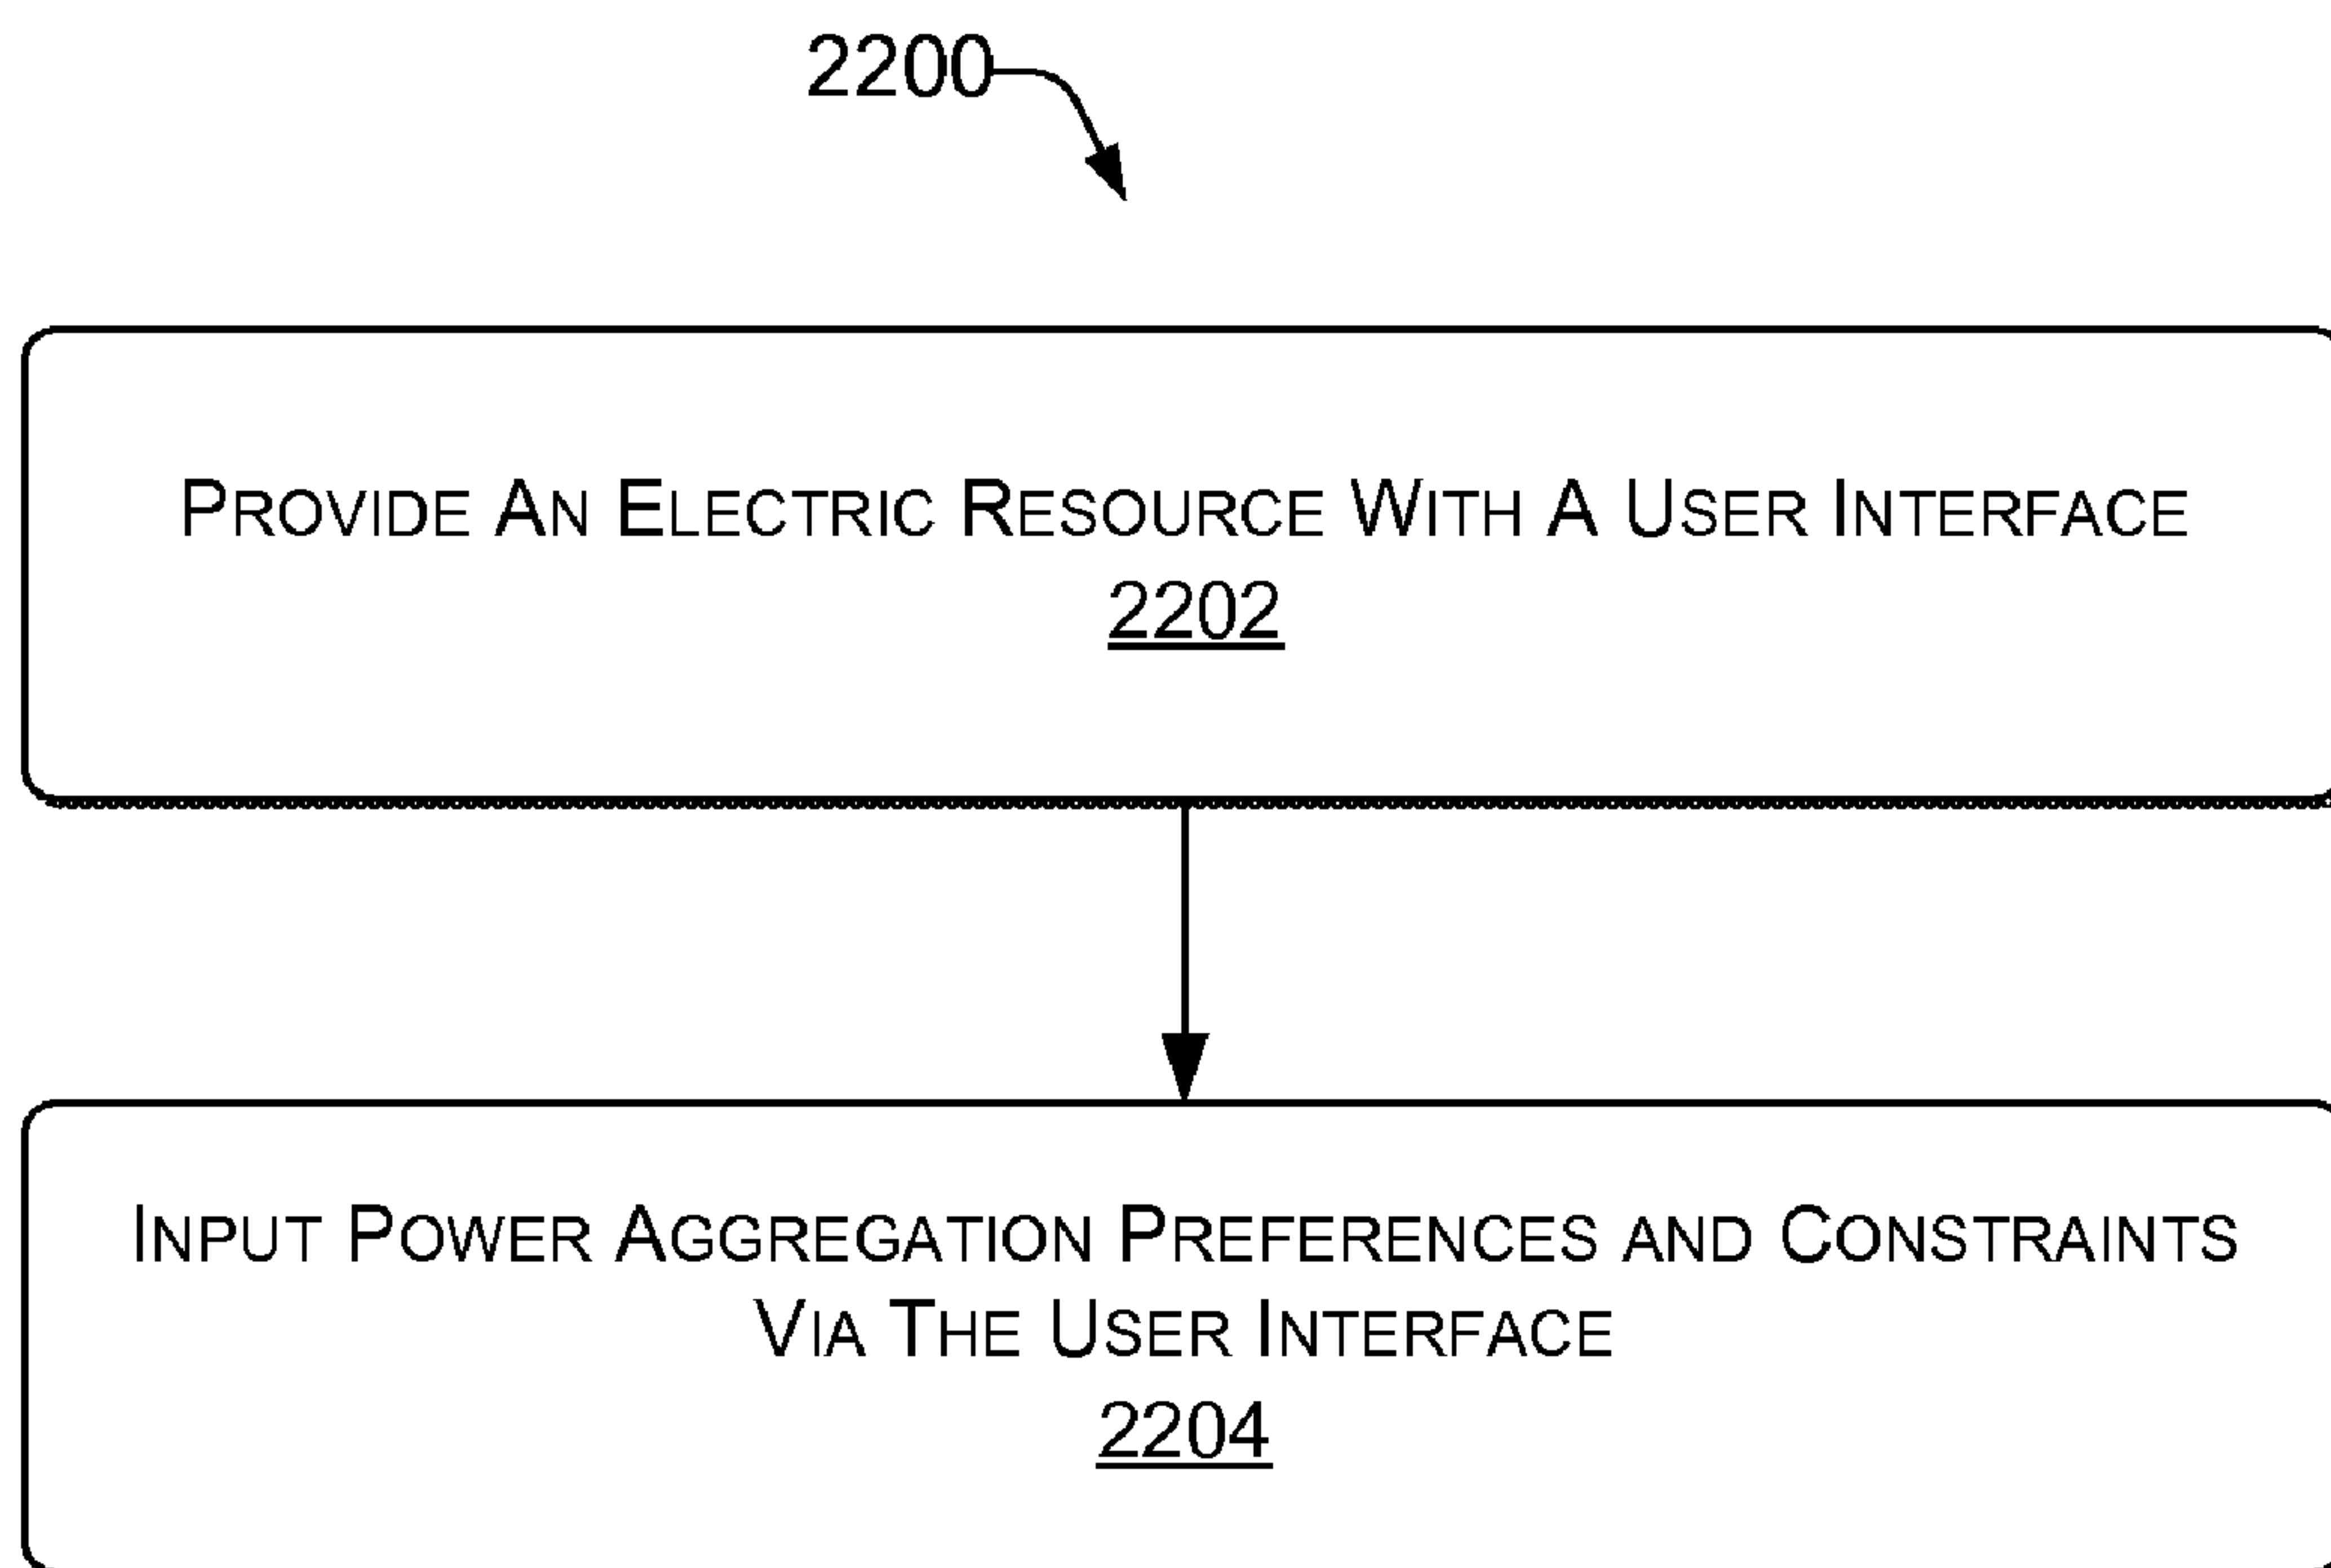 2200
PROVIDE AN ELECTRIC RESOURCE WITH A USER INTERFACE
2202
INPUT POWER AGGREGATION PREFERENCES AND CONSTRAINTS
VIA THE USER INTERFACE
2204